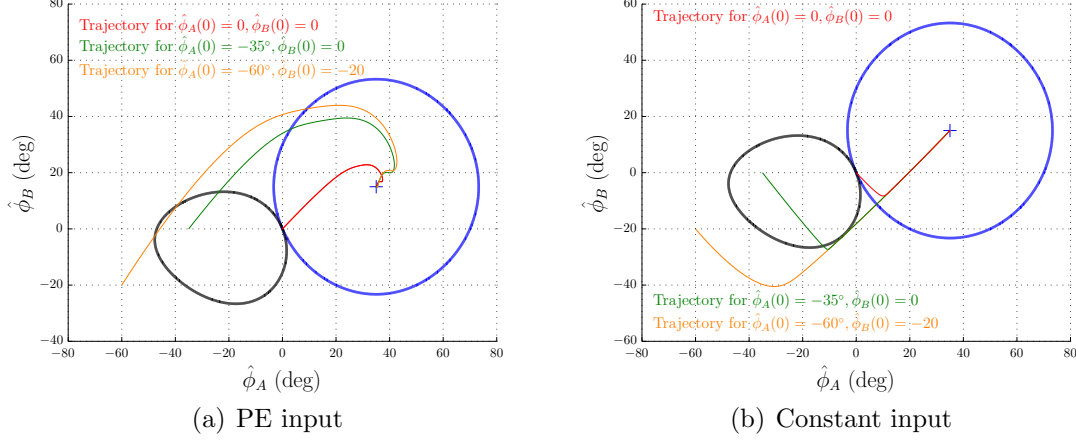 Trajectory for φ̂_A(0) = 0, φ̂_B(0) = 0
Trajectory for φ̂_A(0) = −35°, φ̂_B(0) = 0
Trajectory for φ̂_A(0) = −60°, φ̂_B(0) = −20
80
60
40
20
0
−20
−40
−80
−60
−40
−20
0
20
40
60
80
φ̂_B (deg)
φ̂_A (deg)
(a) PE input
Trajectory for φ̂_A(0) = 0, φ̂_B(0) = 0
60
40
20
0
−20
−40
−60
Trajectory for φ̂_A(0) = −35°, φ̂_B(0) = 0
Trajectory for φ̂_A(0) = −60°, φ̂_B(0) = −20
−80
−60
−40
−20
0
20
40
60
80
φ̂_B (deg)
φ̂_A (deg)
(b) Constant input